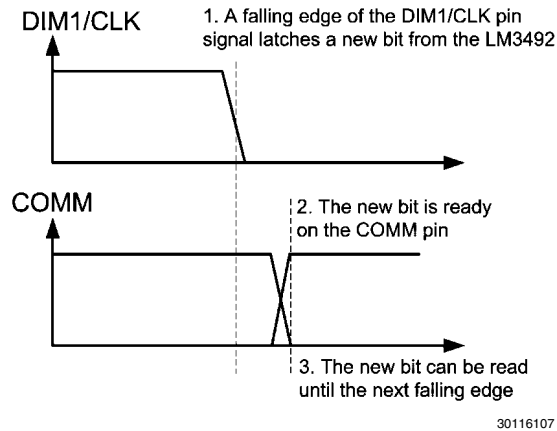 DIM1/CLK
1. A falling edge of the DIM1/CLK pin
signal latches a new bit from the LM3492
COMM
2. The new bit is ready
on the COMM pin
3. The new bit can be read
until the next falling edge
30116107